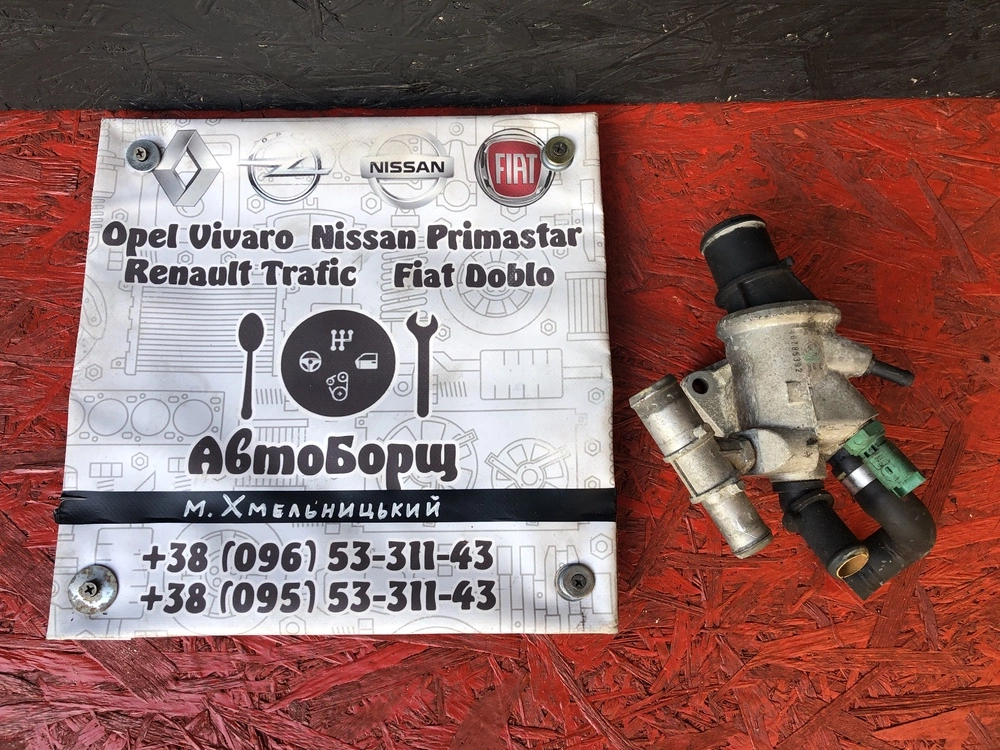 NISSAN
FIAT
Opel Vivaro Nissan Primastar
Renault Trafic Fiat Doblo
АвтоБорщ
м. Хмельницький
+38 (096) 53-311-43
+38 (095) 53-311-43